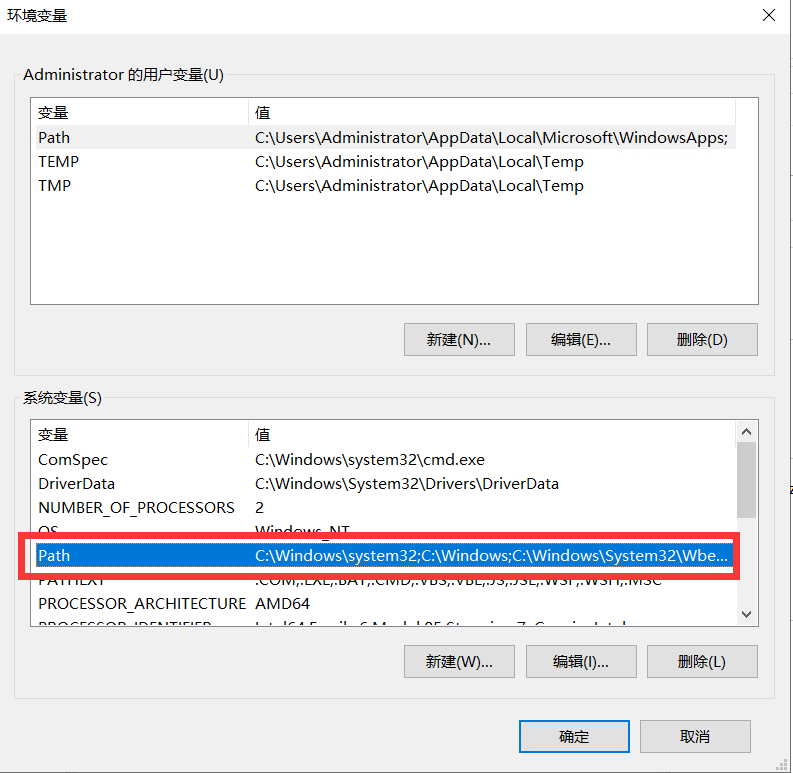 环境变量
Administrator 的用户变量(U)
变量 值
Path C:\Users\Administrator\AppData\Local\Microsoft\WindowsApps;
TEMP C:\Users\Administrator\AppData\Local\Temp
TMP C:\Users\Administrator\AppData\Local\Temp
新建(N)... 编辑(E)... 删除(D)
系统变量(S)
变量 值
ComSpec C:\Windows\system32\cmd.exe
DriverData C:\Windows\System32\Drivers\DriverData
NUMBER_OF_PROCESSORS 2
OS Windows_NT
Path C:\Windows\system32;C:\Windows;C:\Windows\System32\Wbe...
PATHEXT .COM;.EXE;.BAT;.CMD;.VBS;.VBE;.JS;.JSE;.WSF;.WSH;.MSC
PROCESSOR_ARCHITECTURE AMD64
PROCESSOR_IDENTIFIER
新建(W)... 编辑(I)... 删除(L)
确定 取消